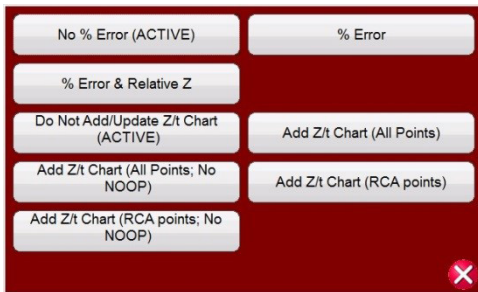 No % Error (ACTIVE)
% Error
% Error & Relative Z
Do Not Add/Update Z/t Chart
(ACTIVE)
Add Z/t Chart (All Points)
Add Z/t Chart (All Points; No
NOOP)
Add Z/t Chart (RCA points)
Add Z/t Chart (RCA points; No
NOOP)